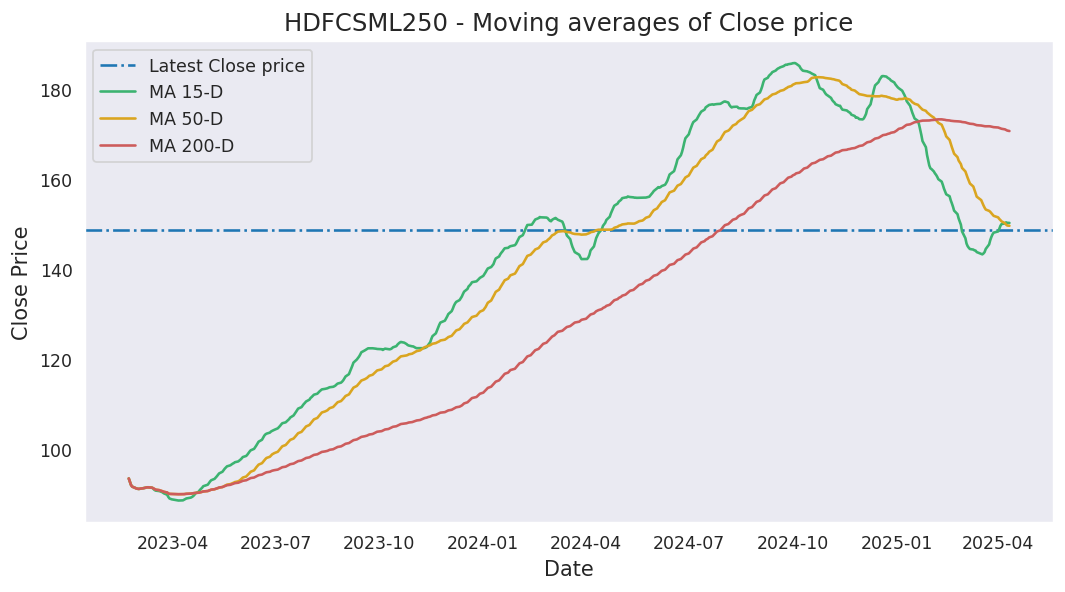 HDFCSML250 - Moving averages of Close price
Latest Close price
MA 15-D
MA 50-D
MA 200-D
Close Price
180
160
140
120
100
2023-04 2023-07 2023-10 2024-01 2024-04 2024-07 2024-10 2025-01 2025-04
Date